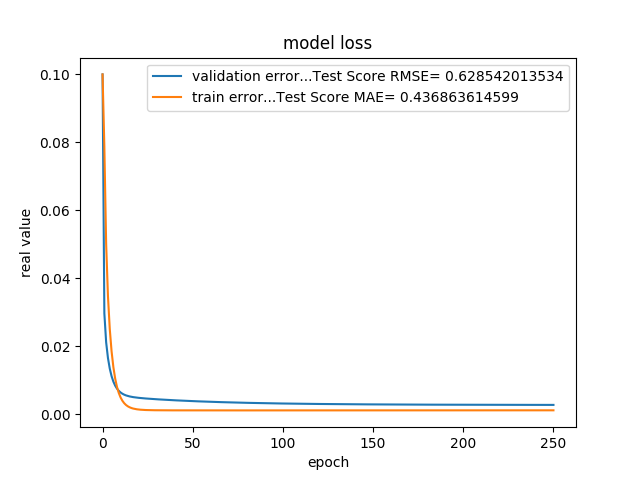 model loss
validation error...Test Score RMSE= 0.628542013534
train error...Test Score MAE= 0.436863614599
0.10
0.08
0.06
0.04
0.02
0.00
real value
0 50 100 150 200 250
epoch